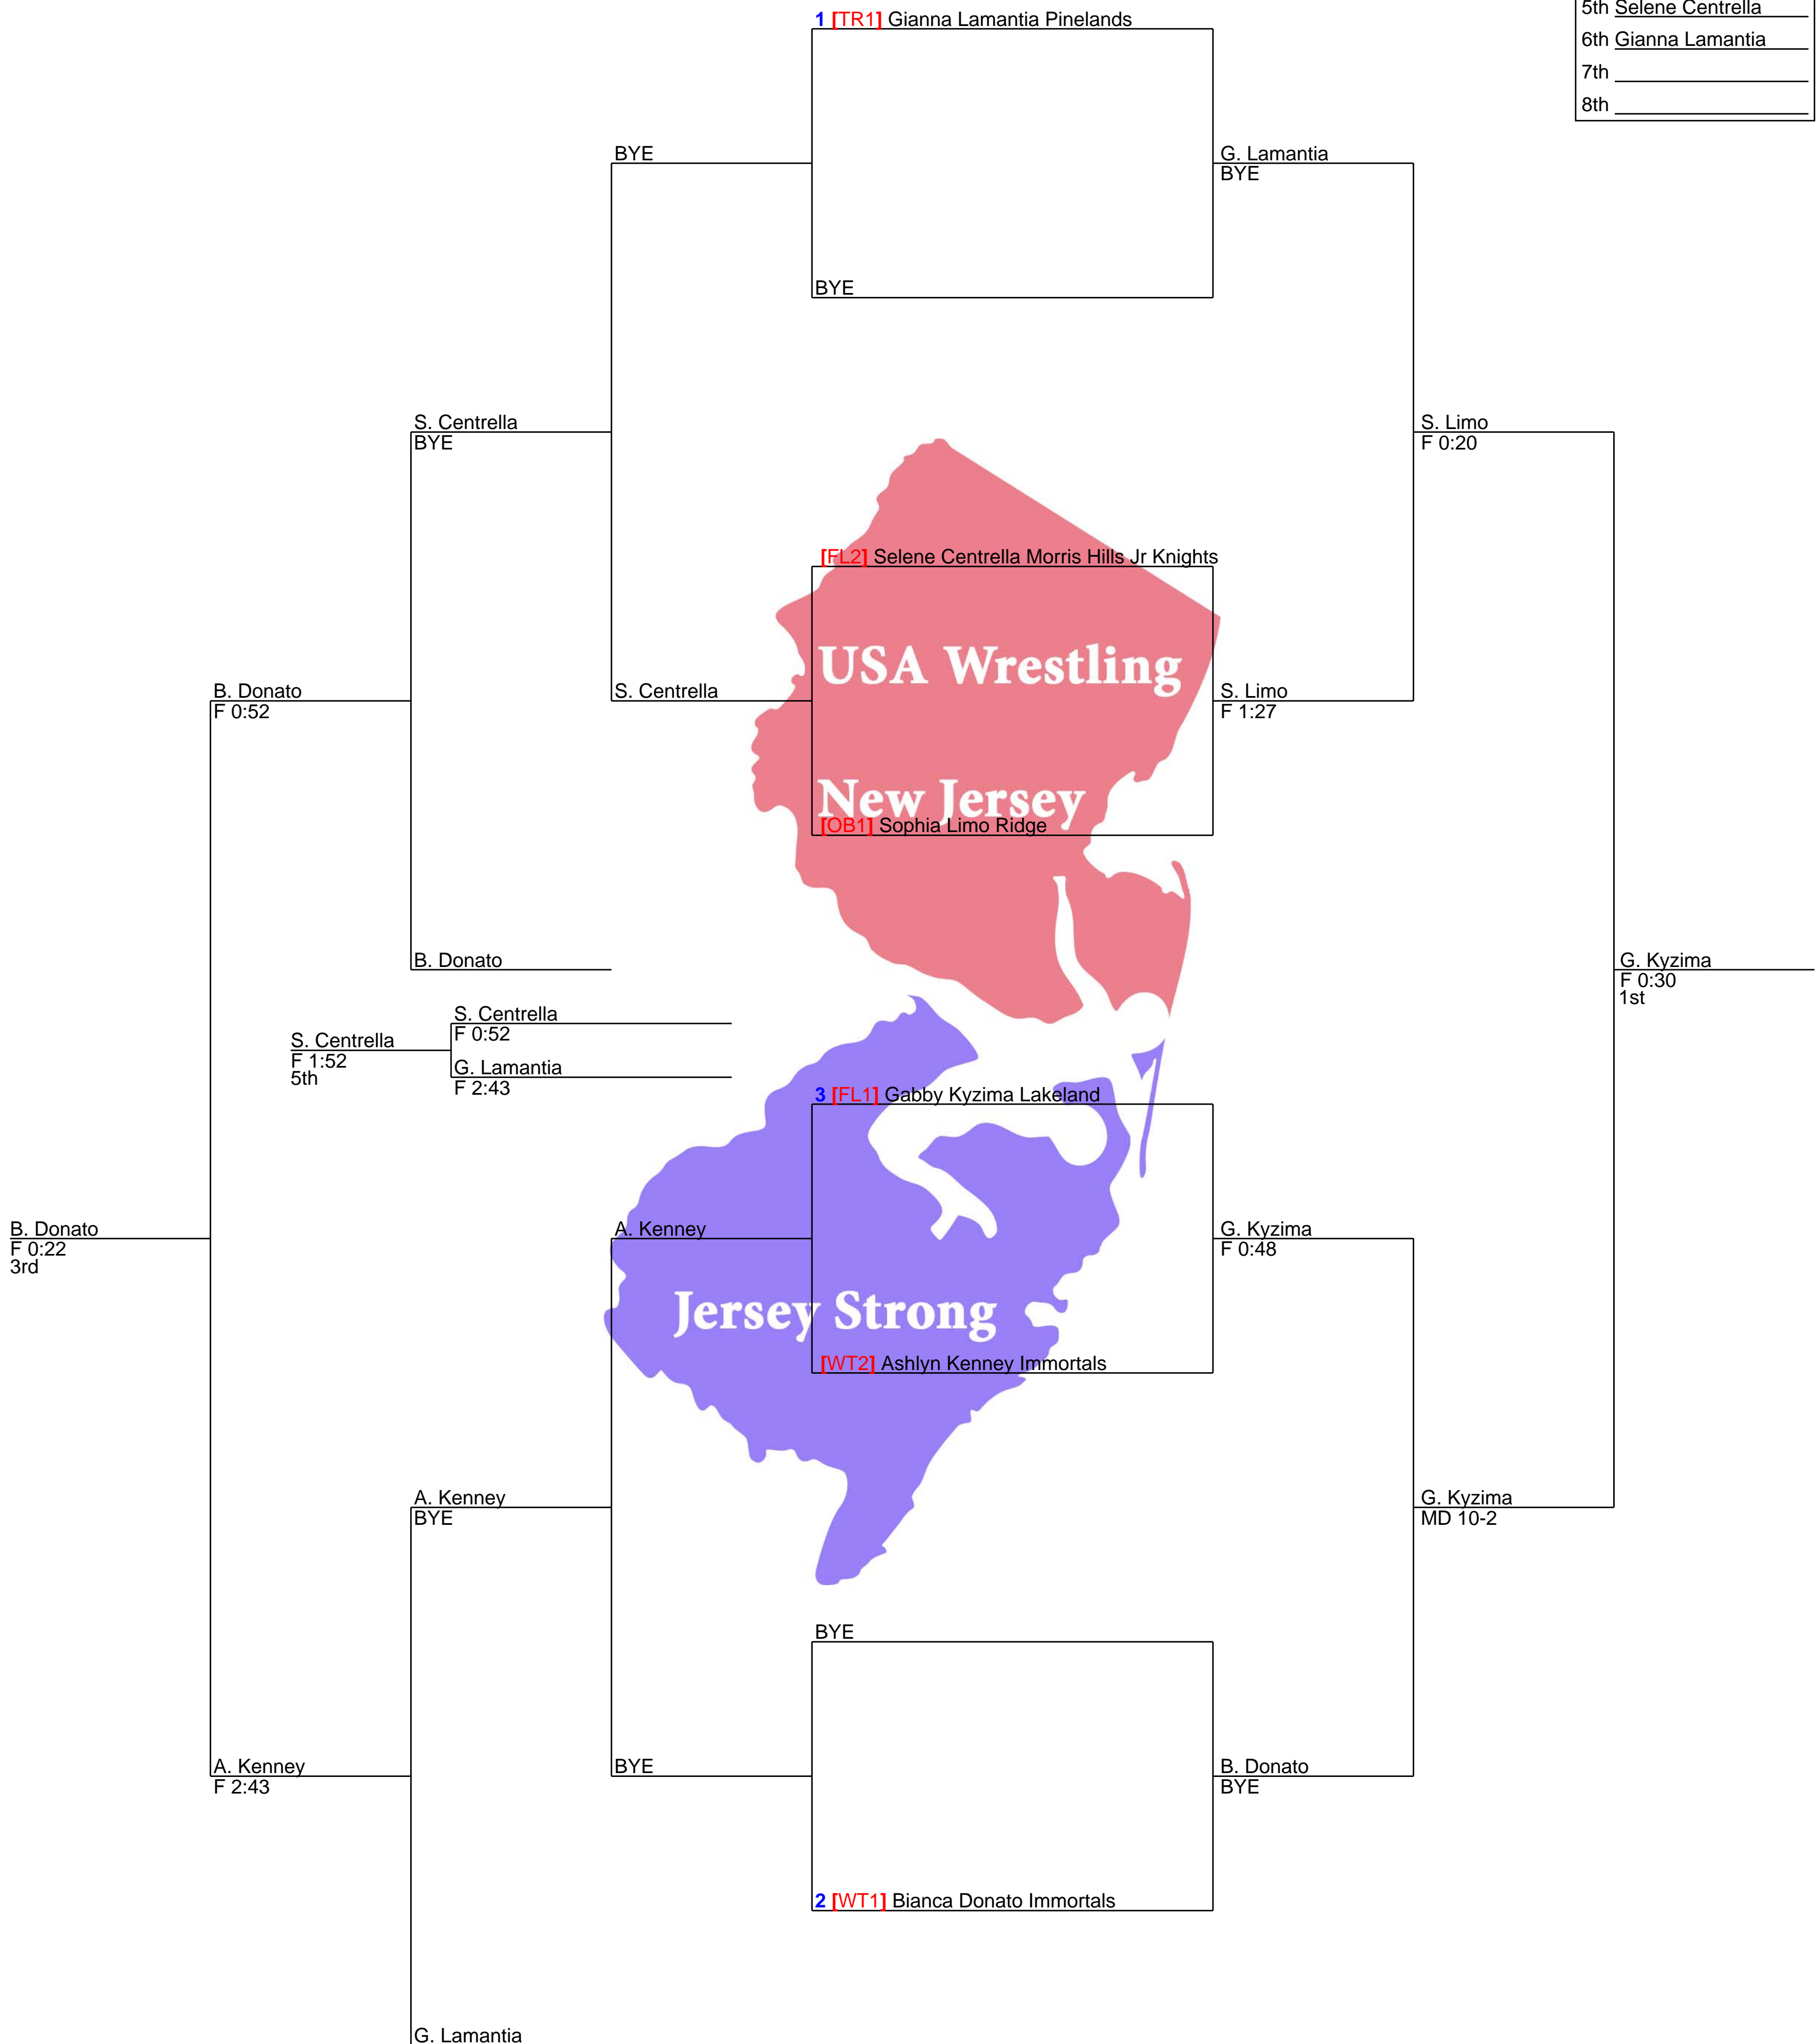 1 [TR1] Gianna Lamantia Pinelands
5th Selene Centrella
6th Gianna Lamantia
7th
8th
BYE
G. Lamantia
BYE
BYE
S. Centrella
BYE
S. Limo
F 0:20
[FL2] Selene Centrella Morris Hills Jr Knights
USA Wrestling
B. Donato
F 0:52
S. Centrella
S. Limo
F 1:27
New Jersey
[OB1] Sophia Limo Ridge
B. Donato
G. Kyzima
F 0:30
1st
S. Centrella
F 0:52
S. Centrella
F 1:52
5th
G. Lamantia
F 2:43
3 [FL1] Gabby Kyzima Lakeland
B. Donato
F 0:22
3rd
A. Kenney
G. Kyzima
F 0:48
Jersey Strong
[WT2] Ashlyn Kenney Immortals
A. Kenney
BYE
G. Kyzima
MD 10-2
BYE
A. Kenney
F 2:43
BYE
B. Donato
BYE
2 [WT1] Bianca Donato Immortals
G. Lamantia